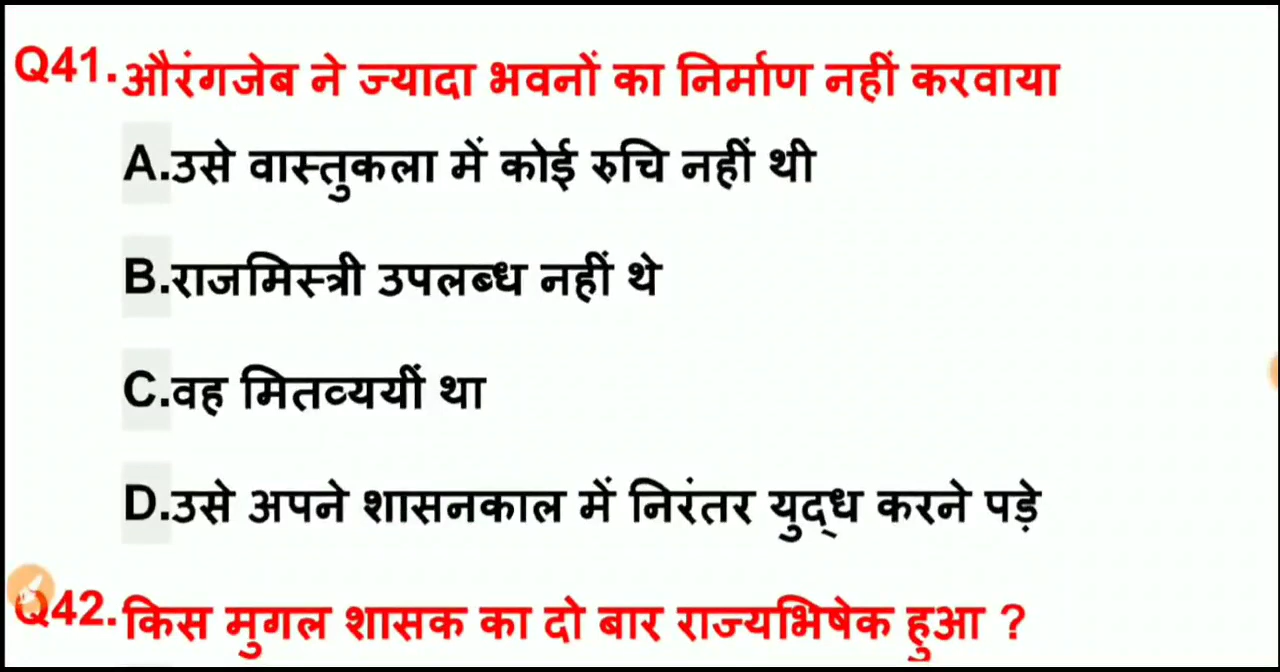 Q41.औरंगजेब ने ज्यादा भवनों का निर्माण नहीं करवाया
A.उसे वास्तुकला में कोई रुचि नहीं थी
B.राजमिस्त्री उपलब्ध नहीं थे
C.वह मितव्ययीं था
D.उसे अपने शासनकाल में निरंतर युद्ध करने पड़े
Q42.किस मुगल शासक का दो बार राज्यभिषेक हुआ ?